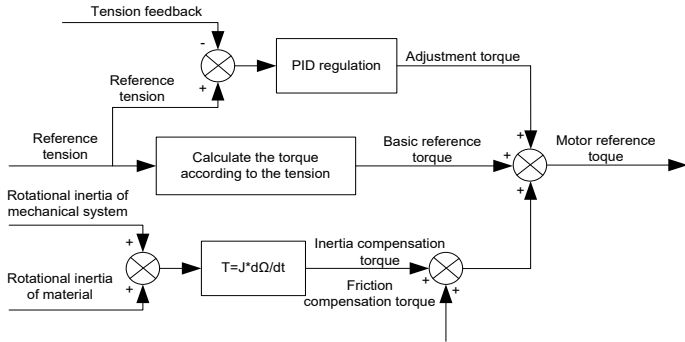 Tension feedback
-
PID regulation
Adjustment torque
+
Reference
tension
+
Reference
tension
Calculate the torque
according to the tension
Basic reference
torque
+
Motor reference
toque
+
Rotational inertia of
mechanical system
+
T=J*dΩ/dt
Inertia compensation
torque
+
Rotational inertia
of material
+
Friction
compensation torque
+